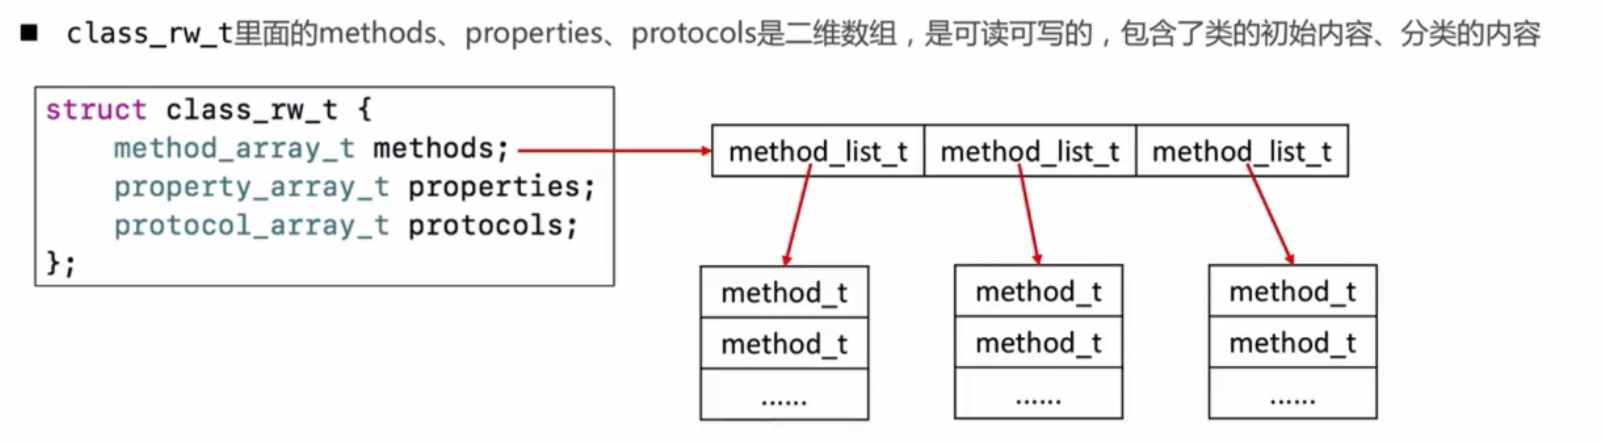 ■ class_rw_t里面的methods、properties、protocols是二维数组，是可读可写的，包含了类的初始内容、分类的内容
struct class_rw_t {
method_array_t methods;
property_array_t properties;
protocol_array_t protocols;
};
method_list_t method_list_t method_list_t
method_t method_t method_t
method_t method_t method_t
...... ...... ......